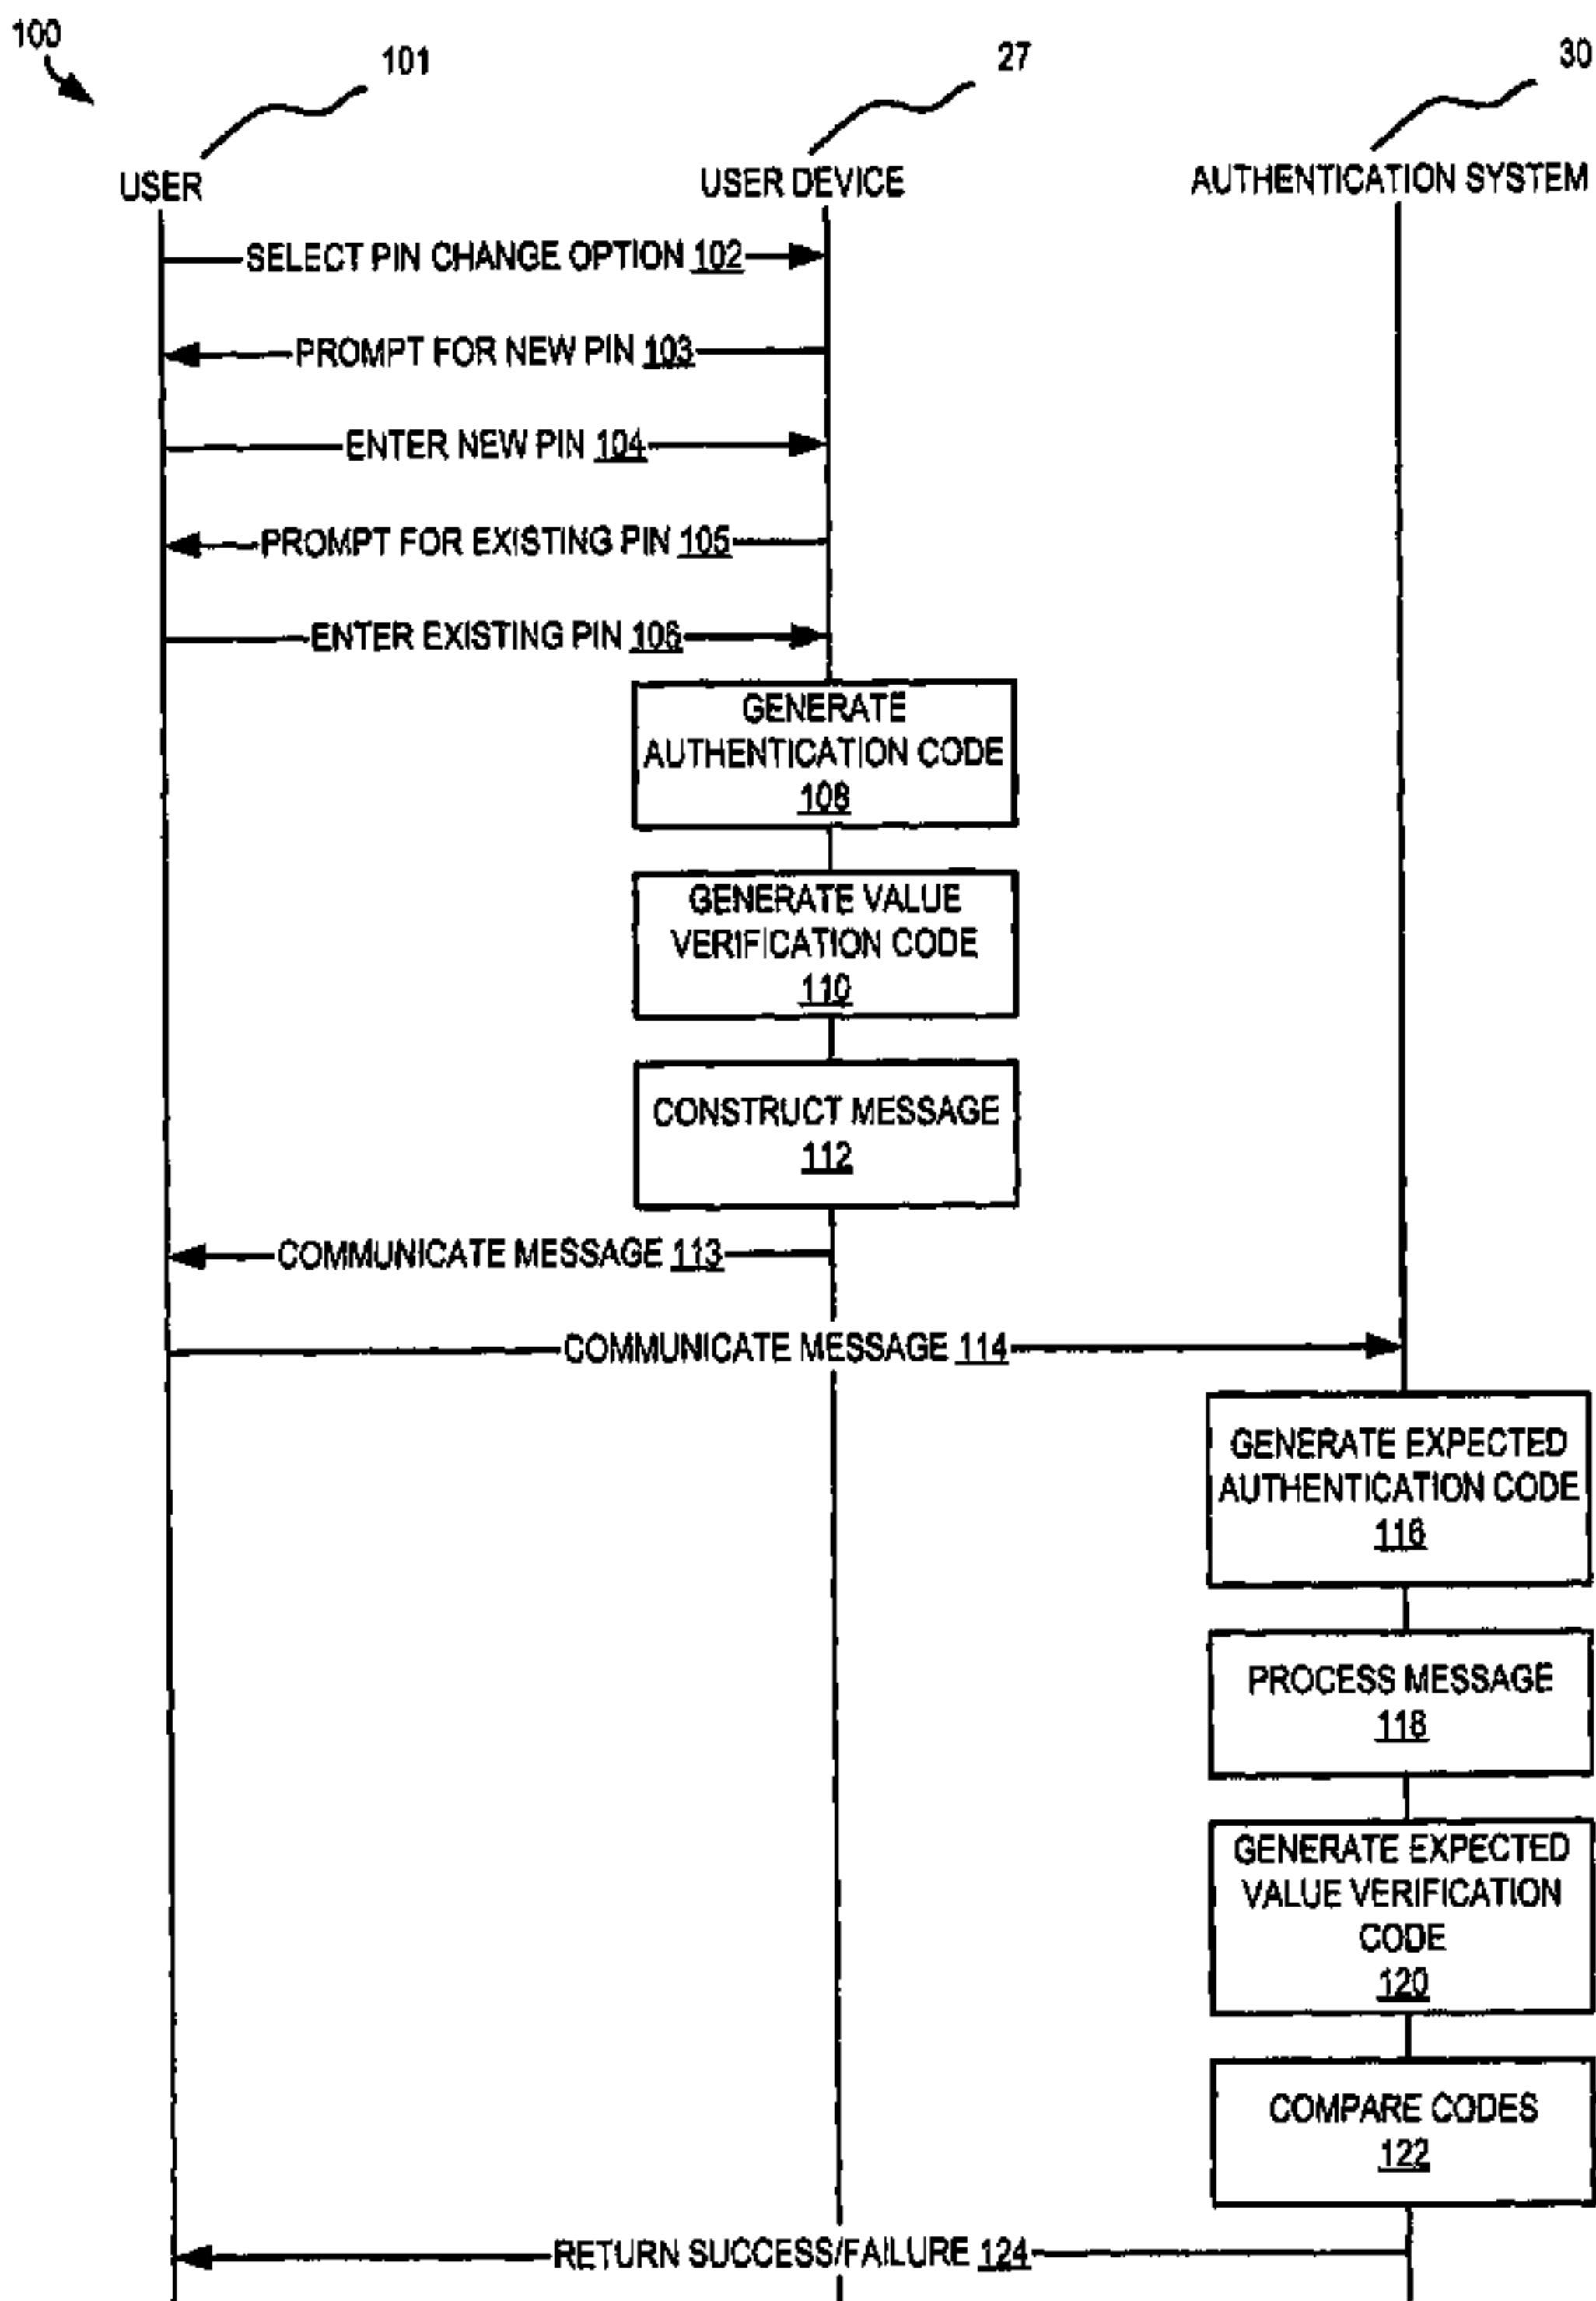 100
101
27
30
USER
USER DEVICE
AUTHENTICATION SYSTEM
SELECT PIN CHANGE OPTION 102
PROMPT FOR NEW PIN 103
ENTER NEW PIN 104
PROMPT FOR EXISTING PIN 105
ENTER EXISTING PIN 106
GENERATE
AUTHENTICATION CODE
108
GENERATE VALUE
VERIFICATION CODE
110
CONSTRUCT MESSAGE
112
COMMUNICATE MESSAGE 113
COMMUNICATE MESSAGE 114
GENERATE EXPECTED
AUTHENTICATION CODE
116
PROCESS MESSAGE
118
GENERATE EXPECTED
VALUE VERIFICATION
CODE
120
COMPARE CODES
122
RETURN SUCCESS/FAILURE 124